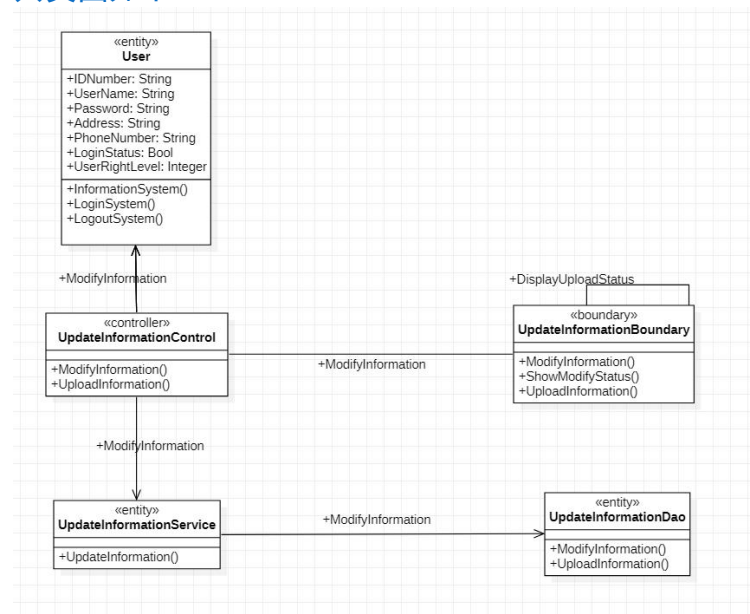 «entity»
User
+IDNumber: String
+UserName: String
+Password: String
+Address: String
+PhoneNumber: String
+LoginStatus: Bool
+UserRightLevel: Integer
+InformationSystem()
+LoginSystem()
+LogoutSystem()
+ModifyInformation
+DisplayUploadStatus
«controller»
UpdateInformationControl
+ModifyInformation()
+UploadInformation()
+ModifyInformation
«boundary»
UpdateInformationBoundary
+ModifyInformation()
+ShowModifyStatus()
+UploadInformation()
+ModifyInformation
«entity»
UpdateInformationService
+UpdateInformation()
+ModifyInformation
«entity»
UpdateInformationDao
+ModifyInformation()
+UploadInformation()